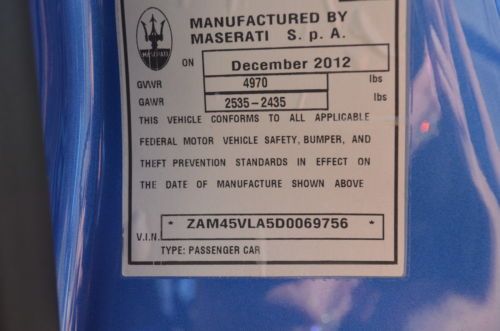 MASERATI
MANUFACTURED BY
MASERATI S. p. A.
ON December 2012
GVWR 4970 lbs
GAWR 2535-2435 lbs
THIS VEHICLE CONFORMS TO ALL APPLICABLE
FEDERAL MOTOR VEHICLE SAFETY, BUMPER, AND
THEFT PREVENTION STANDARDS IN EFFECT ON
THE DATE OF MANUFACTURE SHOWN ABOVE
V.I.N. * ZAM45VLA5D0069756 *
TYPE: PASSENGER CAR